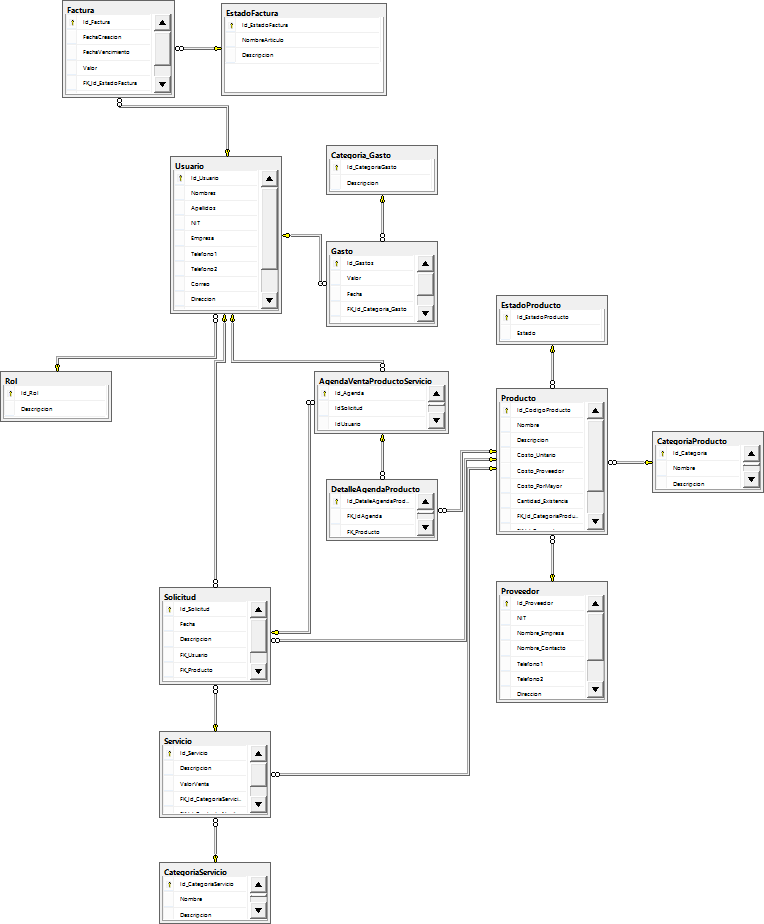 Factura
Id_Factura
FechaCreacion
FechaVencimiento
Valor
FK_Id_EstadoFactura
EstadoFactura
Id_EstadoFactura
NombreArticulo
Descripcion
Usuario
Id_Usuario
Nombres
Apellidos
NIT
Empresa
Telefono1
Telefono2
Correo
Direccion
Categoria_Gasto
Id_CategoriaGasto
Descripcion
Gasto
Id_Gastos
Valor
Fecha
FK_Id_Categoria_Gasto
EstadoProducto
Id_EstadoProducto
Estado
Rol
Id_Rol
Descripcion
AgendaVentaProductoServicio
Id_Agenda
IdSolicitud
IdUsuario
Producto
Id_CodigoProducto
Nombre
Descripcion
Costo_Unitario
Costo_Proveedor
Costo_PorMayor
Cantidad_Existencia
FK_Id_CategoriaProdu...
CategoriaProducto
Id_Categoria
Nombre
Descripcion
DetalleAgendaProducto
Id_DetalleAgendaProd...
FK_IdAgenda
FK_Producto
Solicitud
Id_Solicitud
Fecha
Descripcion
FK_Usuario
FK_Producto
Proveedor
Id_Proveedor
NIT
Nombre_Empresa
Nombre_Contacto
Telefono1
Telefono2
Direccion
Servicio
Id_Servicio
Descripcion
ValorVenta
FK_Id_CategoriaServici...
CategoriaServicio
Id_CategoriaServicio
Nombre
Descripcion